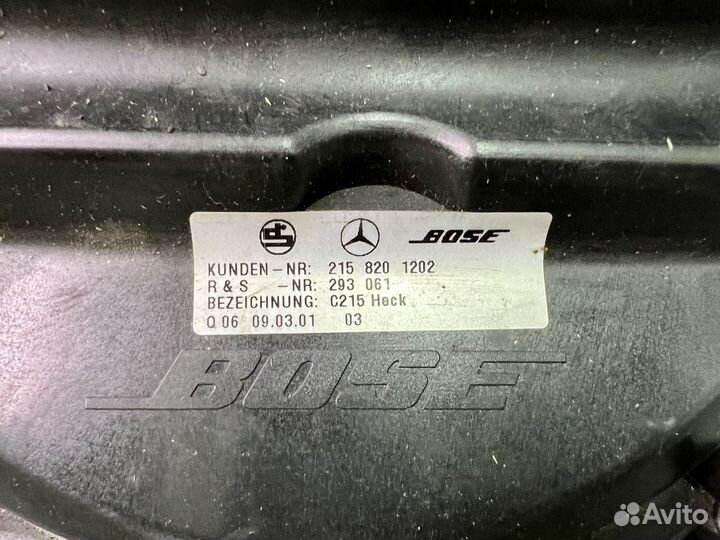 BOSE
KUNDEN-NR: 215 820 1202
R & S -NR: 293 061
BEZEICHNUNG: C215 Heck
Q 06 09.03.01 03
BOSE
Avito